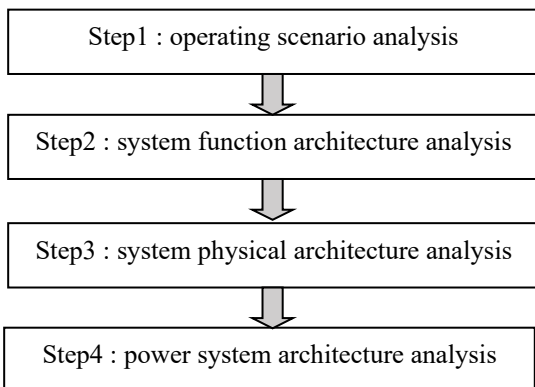 Step1 : operating scenario analysis
Step2 : system function architecture analysis
Step3 : system physical architecture analysis
Step4 : power system architecture analysis